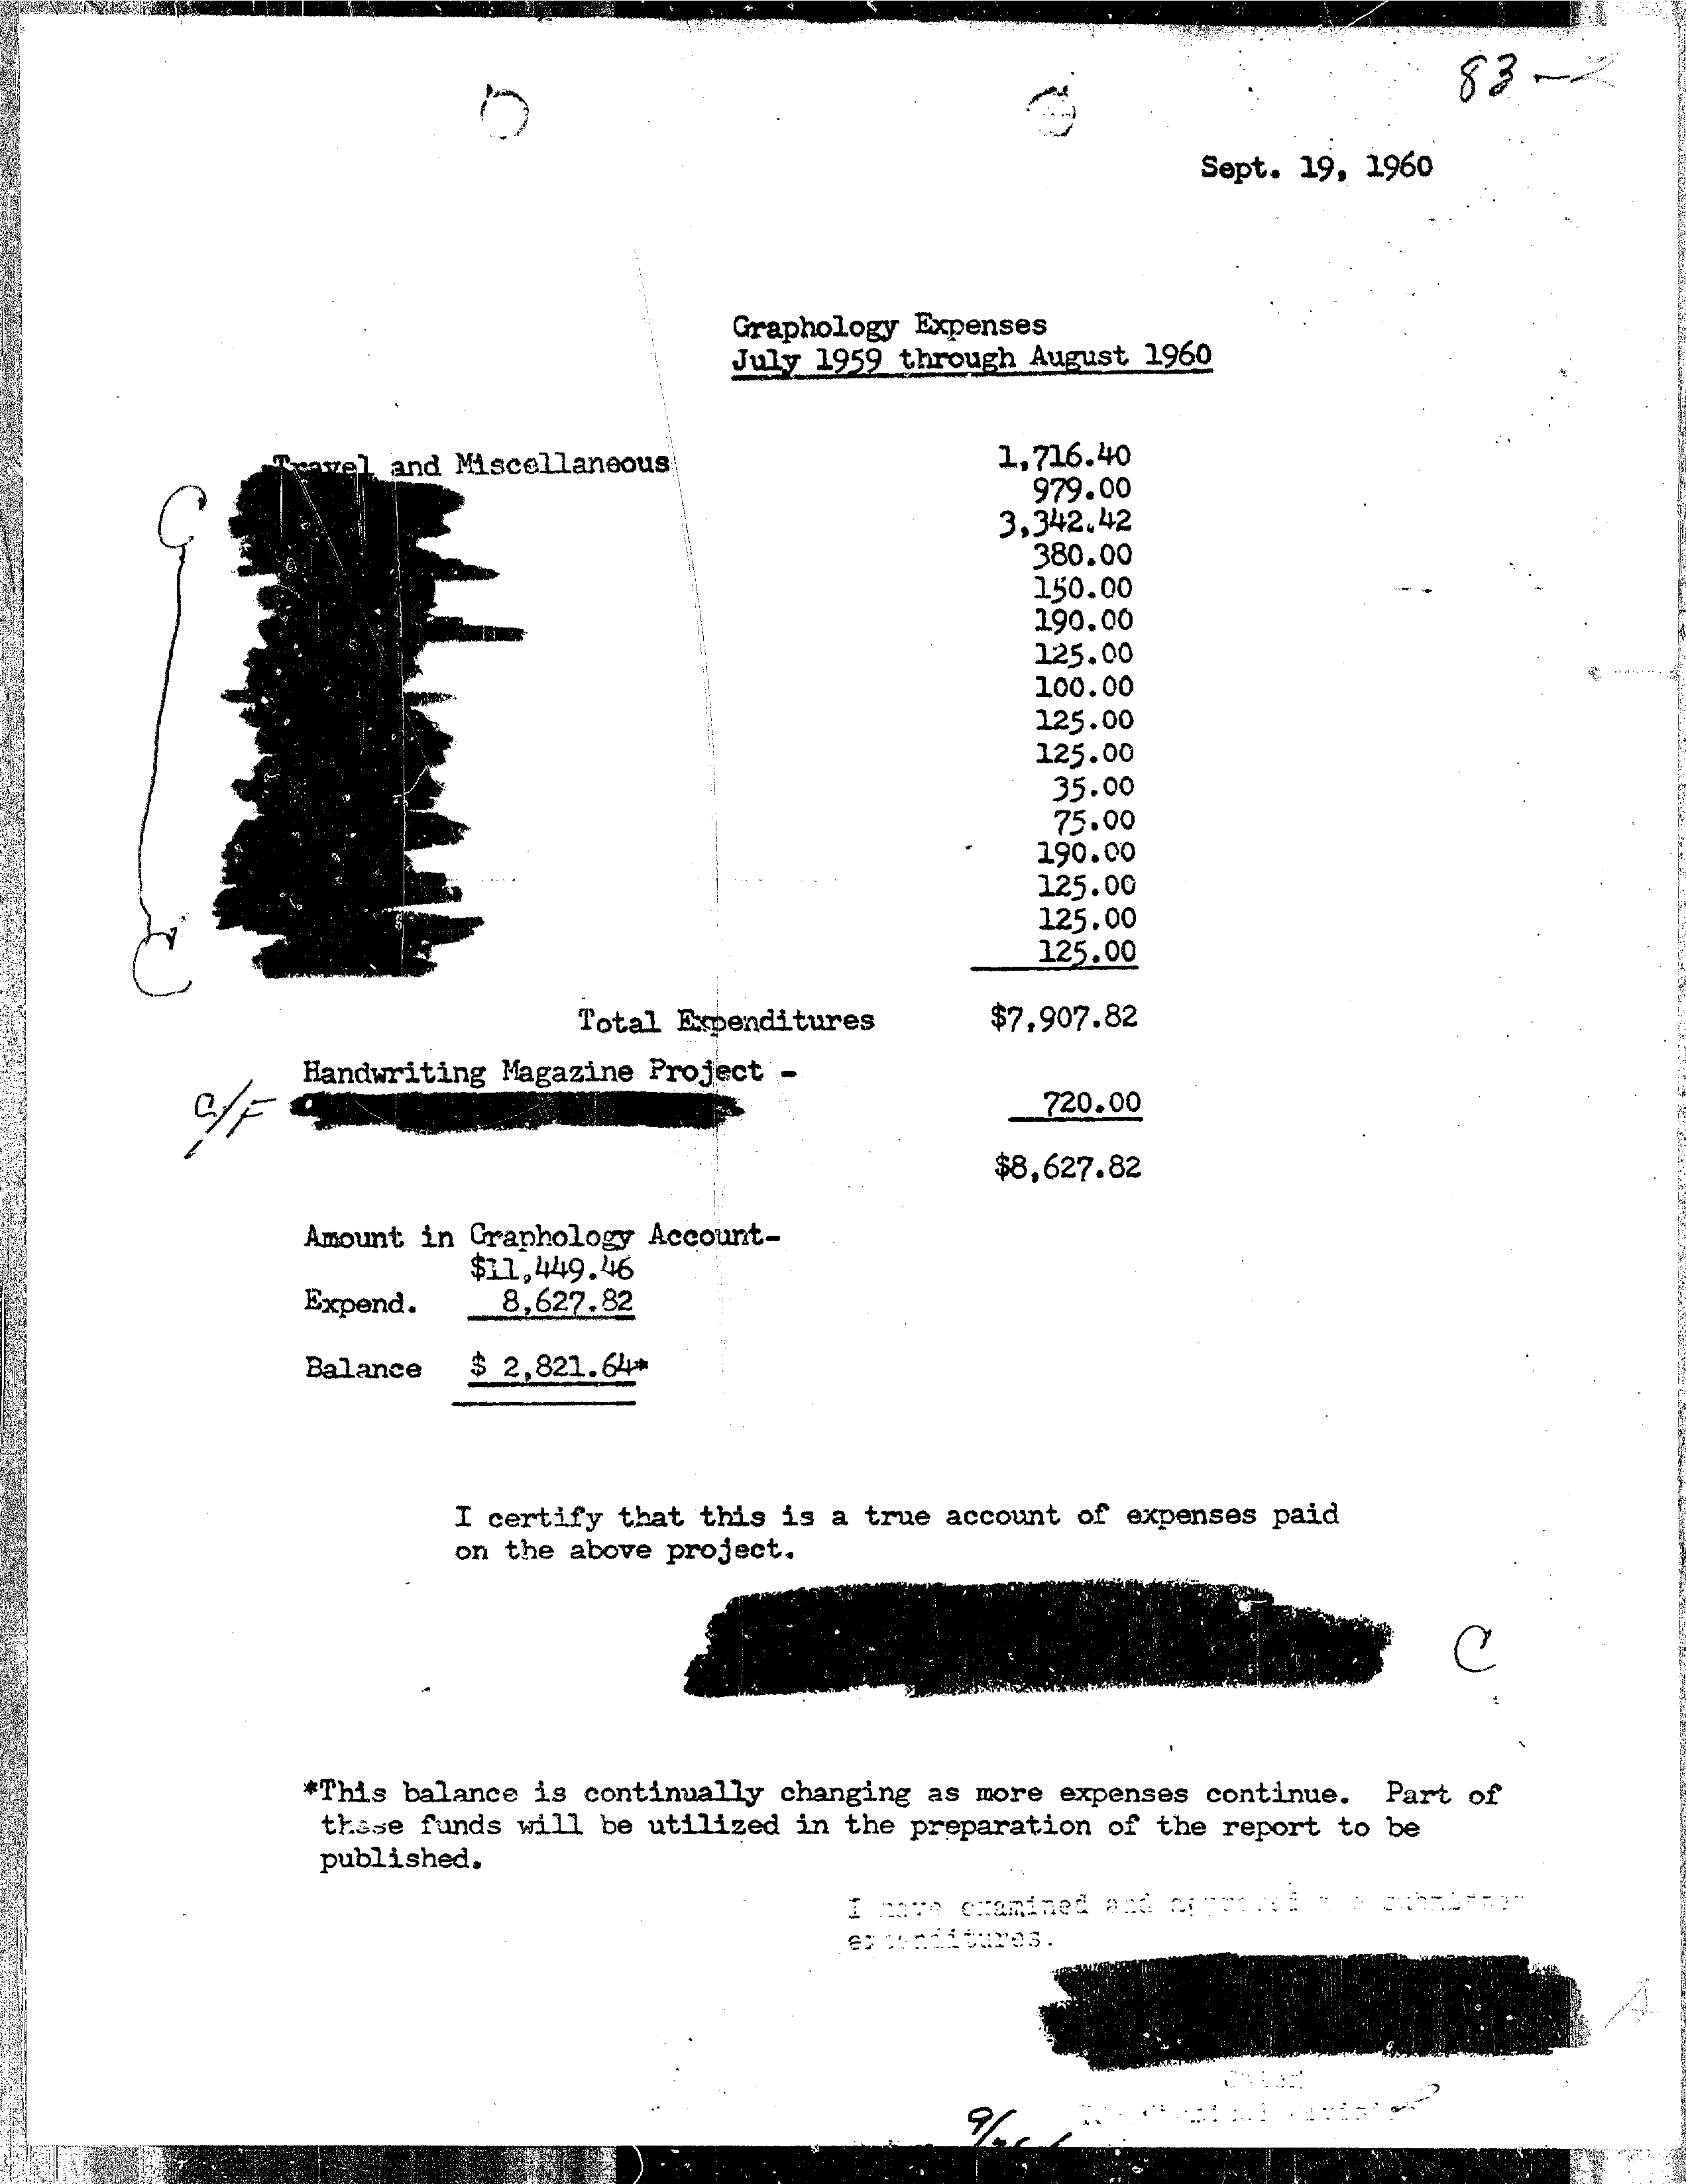 83-2
Sept. 19, 1960
Graphology Expenses
July 1959 through August 1960
Travel and Miscellaneous 1,716.40
979.00
3,342.42
380.00
150.00
190.00
125.00
100.00
125.00
125.00
35.00
75.00
190.00
125.00
125.00
125.00
C
C
Total Expenditures $7,907.82
Handwriting Magazine Project -
C/F 720.00
$8,627.82
Amount in Graphology Account-
$11,449.46
Expend. 8,627.82
Balance $ 2,821.64*
I certify that this is a true account of expenses paid
on the above project.
C
*This balance is continually changing as more expenses continue. Part of
these funds will be utilized in the preparation of the report to be
published.
I have examined and approved
expenditures.
A
Chief
9/